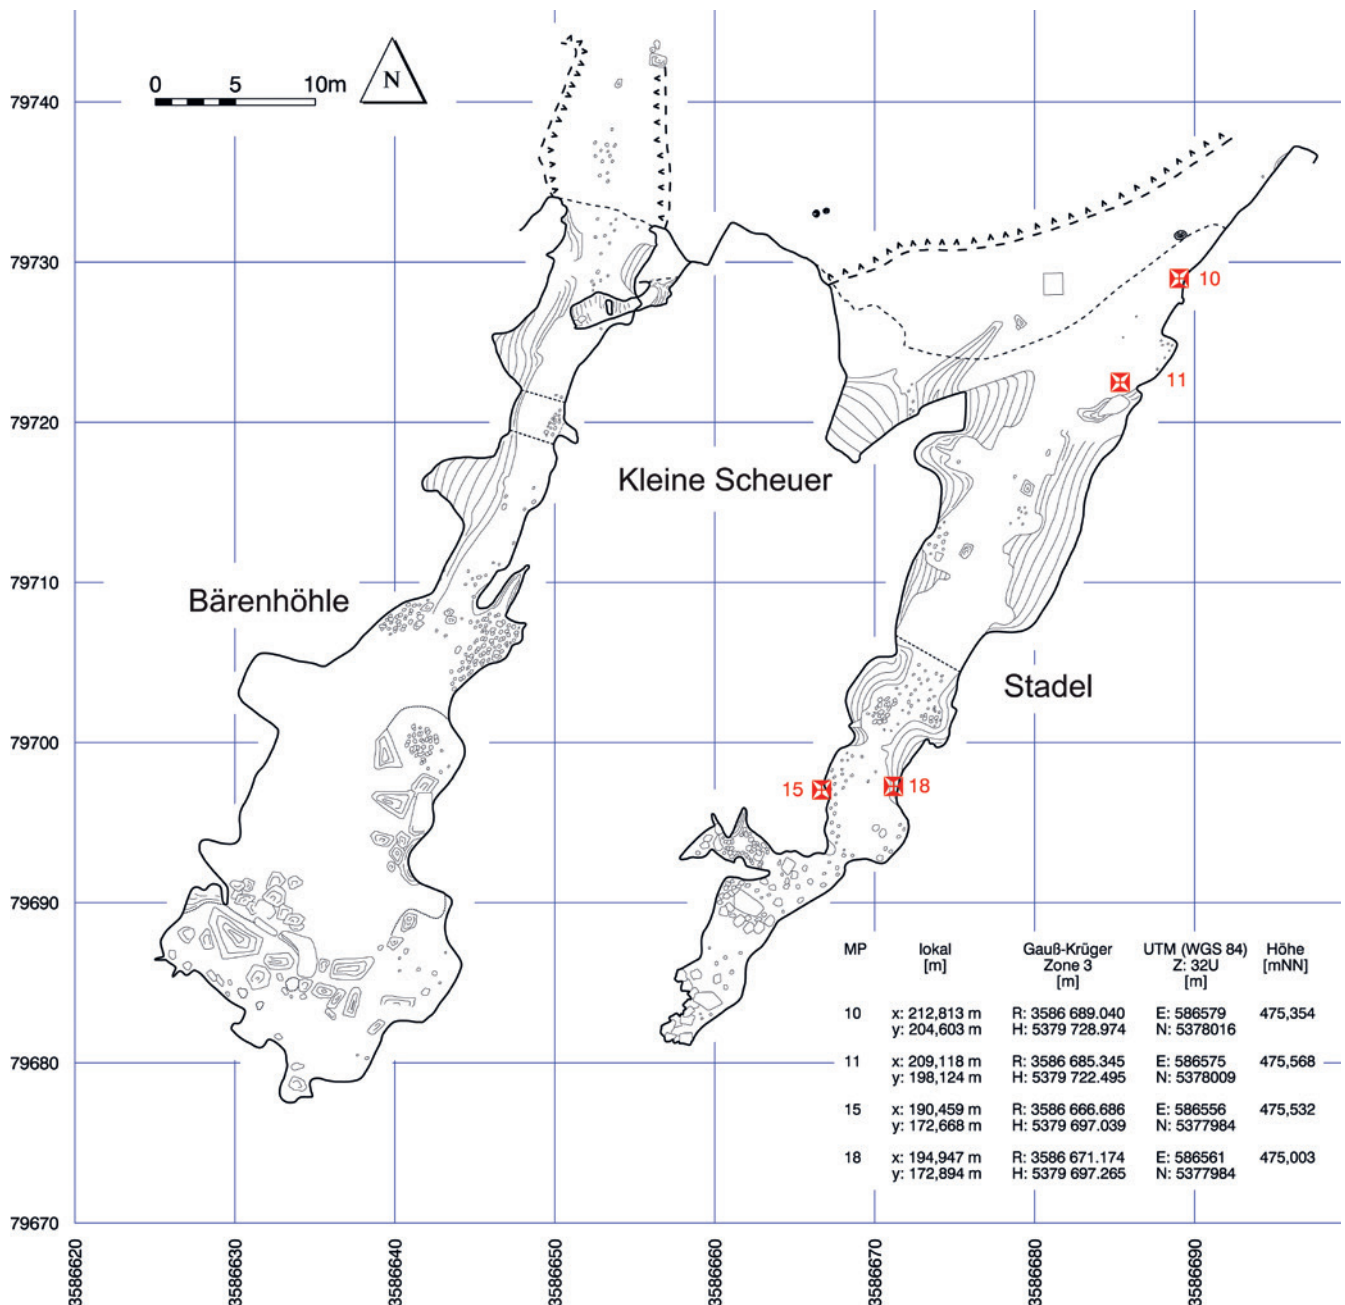 0 5 10m
N
79740
79730
79720
79710
79700
79690
79680
79670
10
11
Kleine Scheuer
Bärenhöhle
Stadel
15
18
MP lokal [m] Gauß-Krüger Zone 3 [m] UTM (WGS 84) Z: 32U [m] Höhe [mNN]
10 x: 212,813 m R: 3586 689.040 E: 586579 475,354
y: 204,603 m H: 5379 728.974 N: 5378016
11 x: 209,118 m R: 3586 685.345 E: 586575 475,568
y: 198,124 m H: 5379 722.495 N: 5378009
15 x: 190,459 m R: 3586 666.686 E: 586556 475,532
y: 172,668 m H: 5379 697.039 N: 5377984
18 x: 194,947 m R: 3586 671.174 E: 586561 475,003
y: 172,894 m H: 5379 697.265 N: 5377984
3586620
3586630
3586640
3586650
3586660
3586670
3586680
3586690